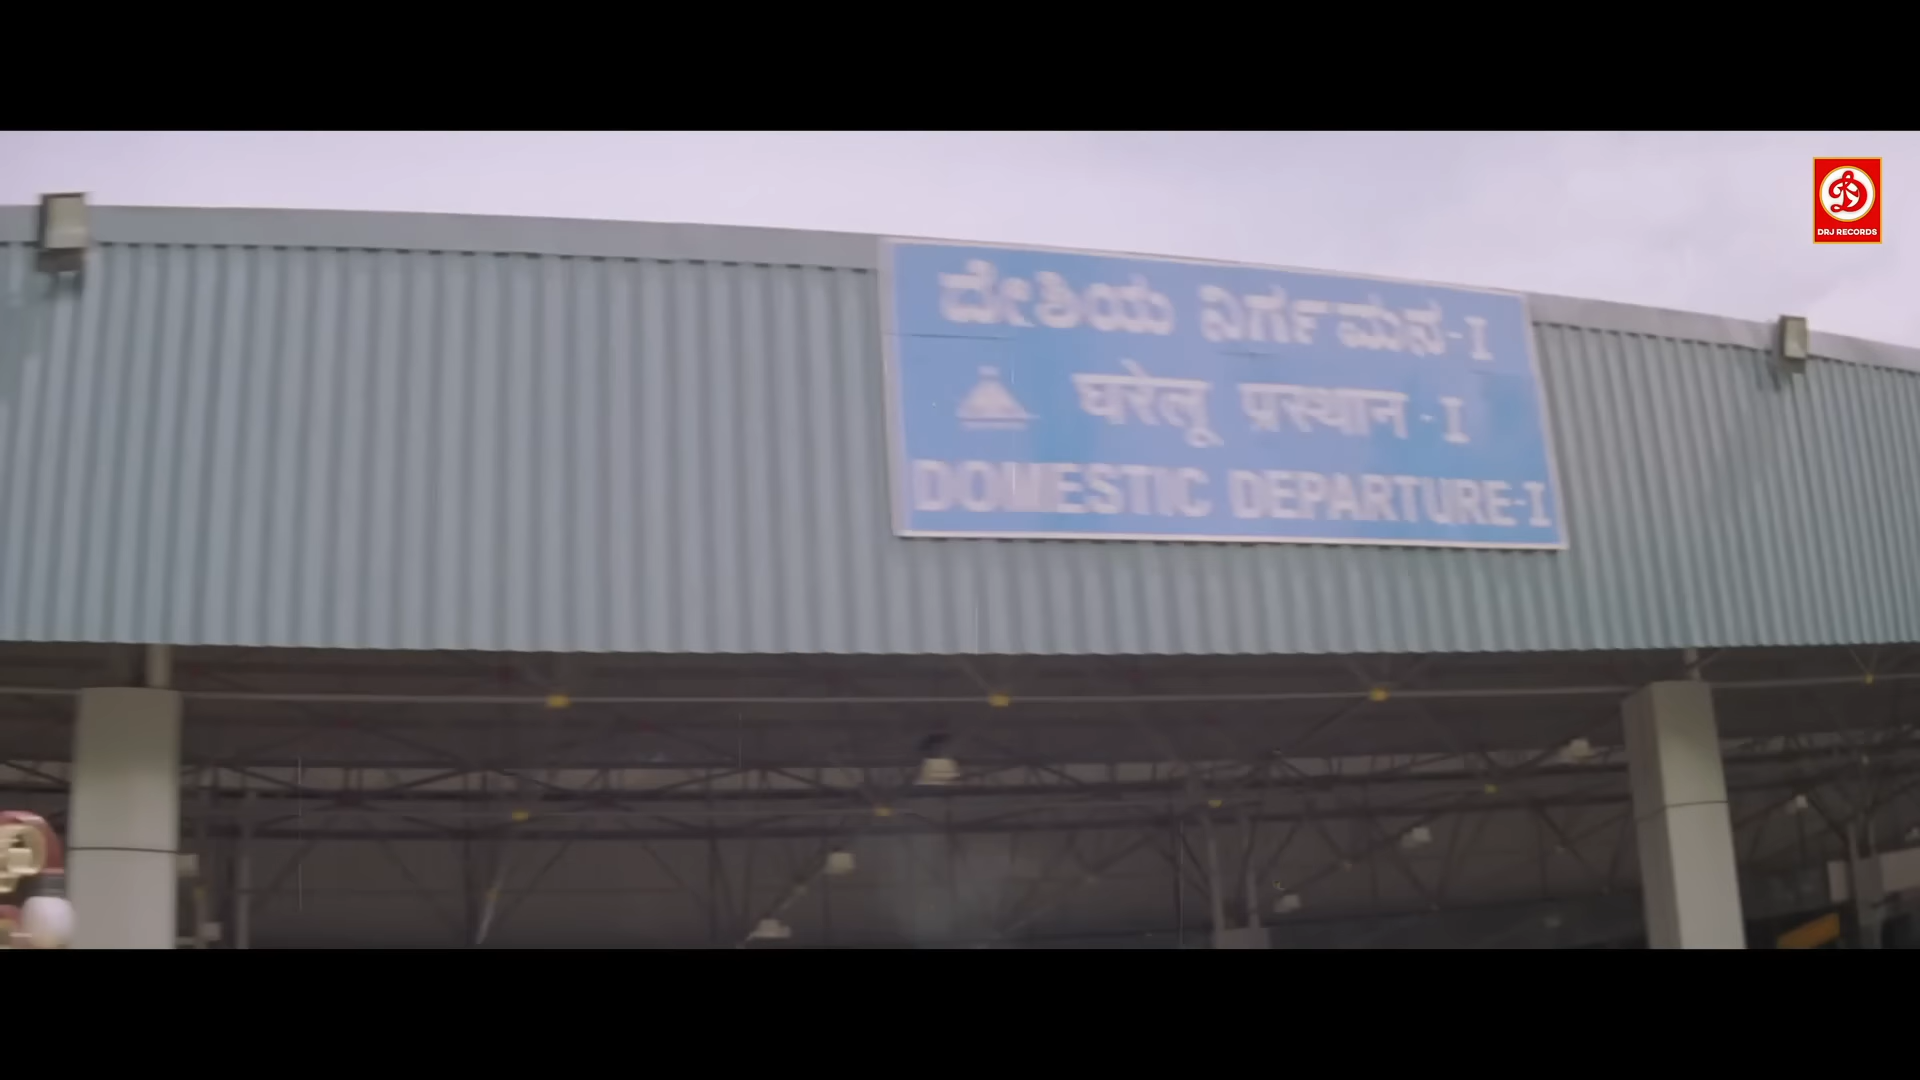 ದೇಶಿಯ ನಿರ್ಗಮನ-I
घरेलू प्रस्थान - I
DOMESTIC DEPARTURE-I
DRJ RECORDS